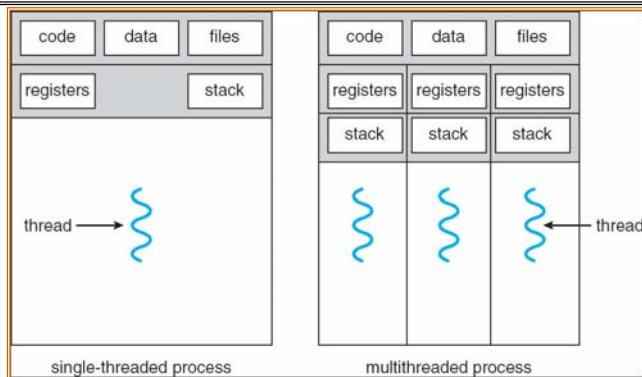 code data files
registers stack
thread
single-threaded process
code data files
registers registers registers
stack stack stack
thread
multithreaded process